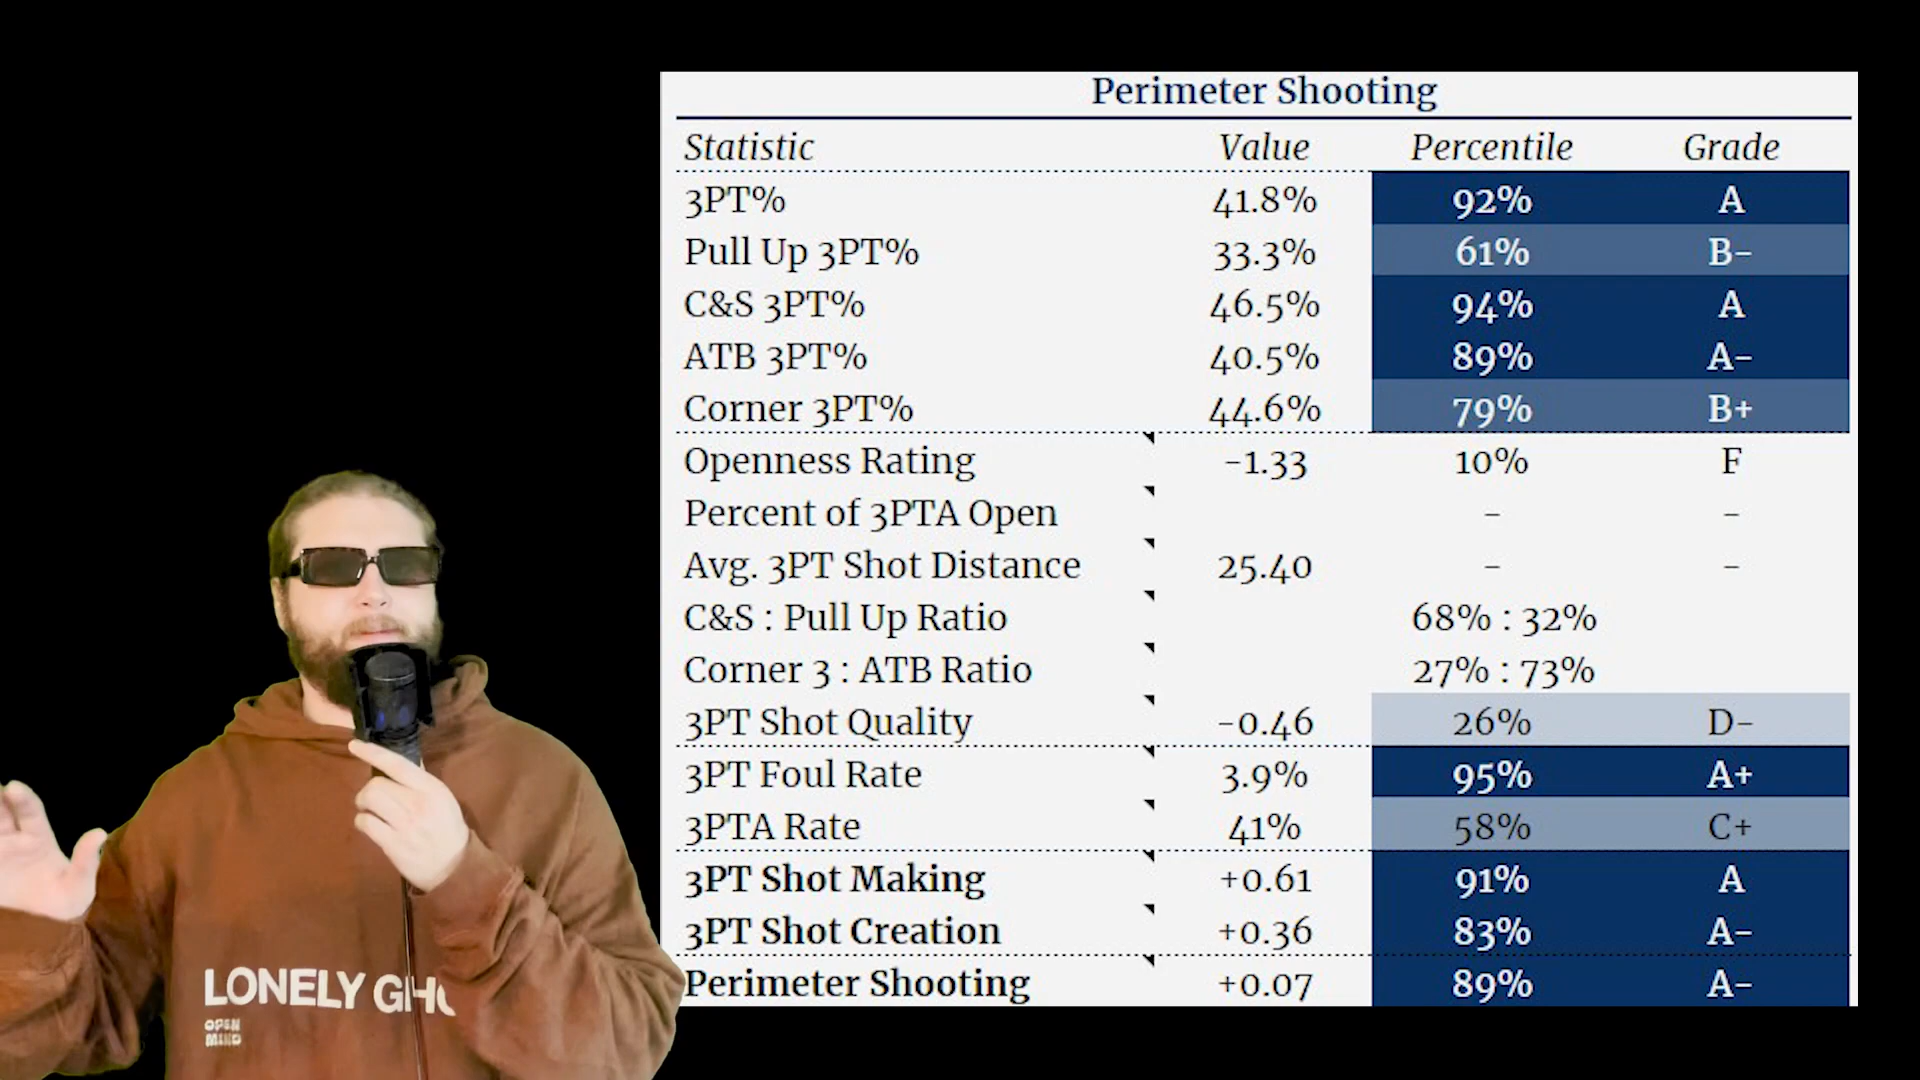 Perimeter Shooting
Statistic Value Percentile Grade
3PT% 41.8% 92% A
Pull Up 3PT% 33.3% 61% B-
C&S 3PT% 46.5% 94% A
ATB 3PT% 40.5% 89% A-
Corner 3PT% 44.6% 79% B+
Openness Rating -1.33 10% F
Percent of 3PTA Open - -
Avg. 3PT Shot Distance 25.40 - -
C&S : Pull Up Ratio 68% : 32%
Corner 3 : ATB Ratio 27% : 73%
3PT Shot Quality -0.46 26% D-
3PT Foul Rate 3.9% 95% A+
3PTA Rate 41% 58% C+
3PT Shot Making +0.61 91% A
3PT Shot Creation +0.36 83% A-
Perimeter Shooting +0.07 89% A-
LONELY GHO
OPEN
MIND